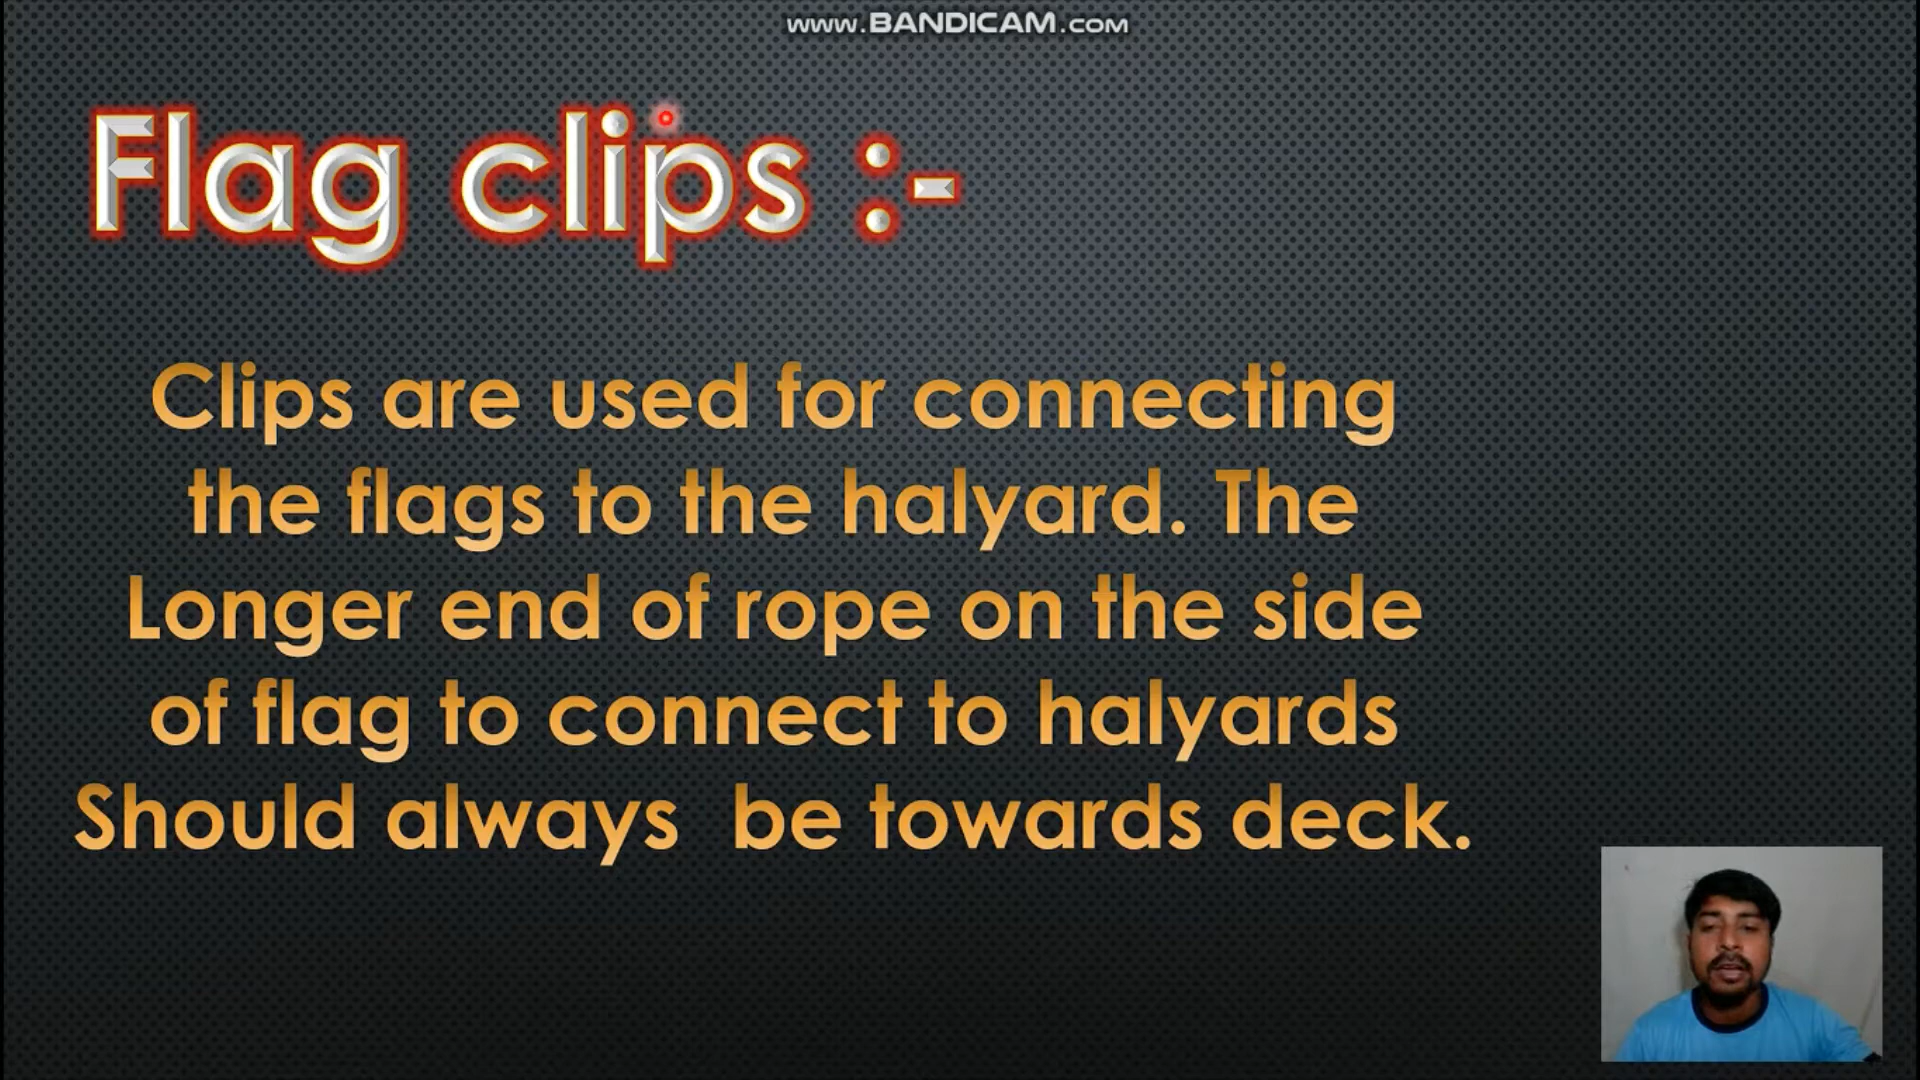 www.BANDICAM.com
Flag clips :-
Clips are used for connecting
the flags to the halyard. The
Longer end of rope on the side
of flag to connect to halyards
Should always  be towards deck.